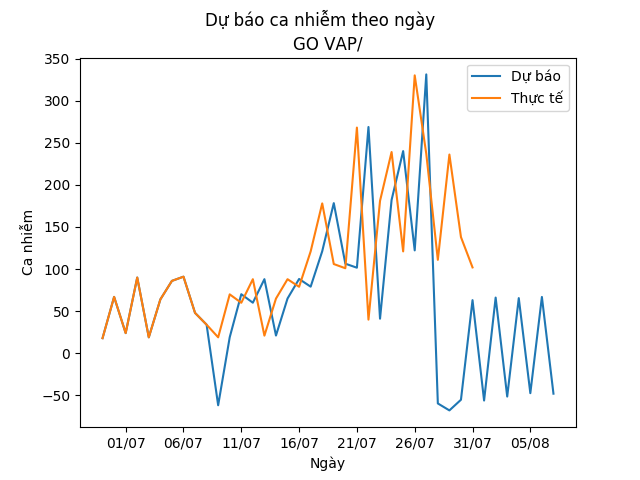 Dự báo ca nhiễm theo ngày
GO VAP/
350
300
250
200
150
100
50
0
−50
Ca nhiễm
Dự báo
Thực tế
01/07 06/07 11/07 16/07 21/07 26/07 31/07 05/08
Ngày